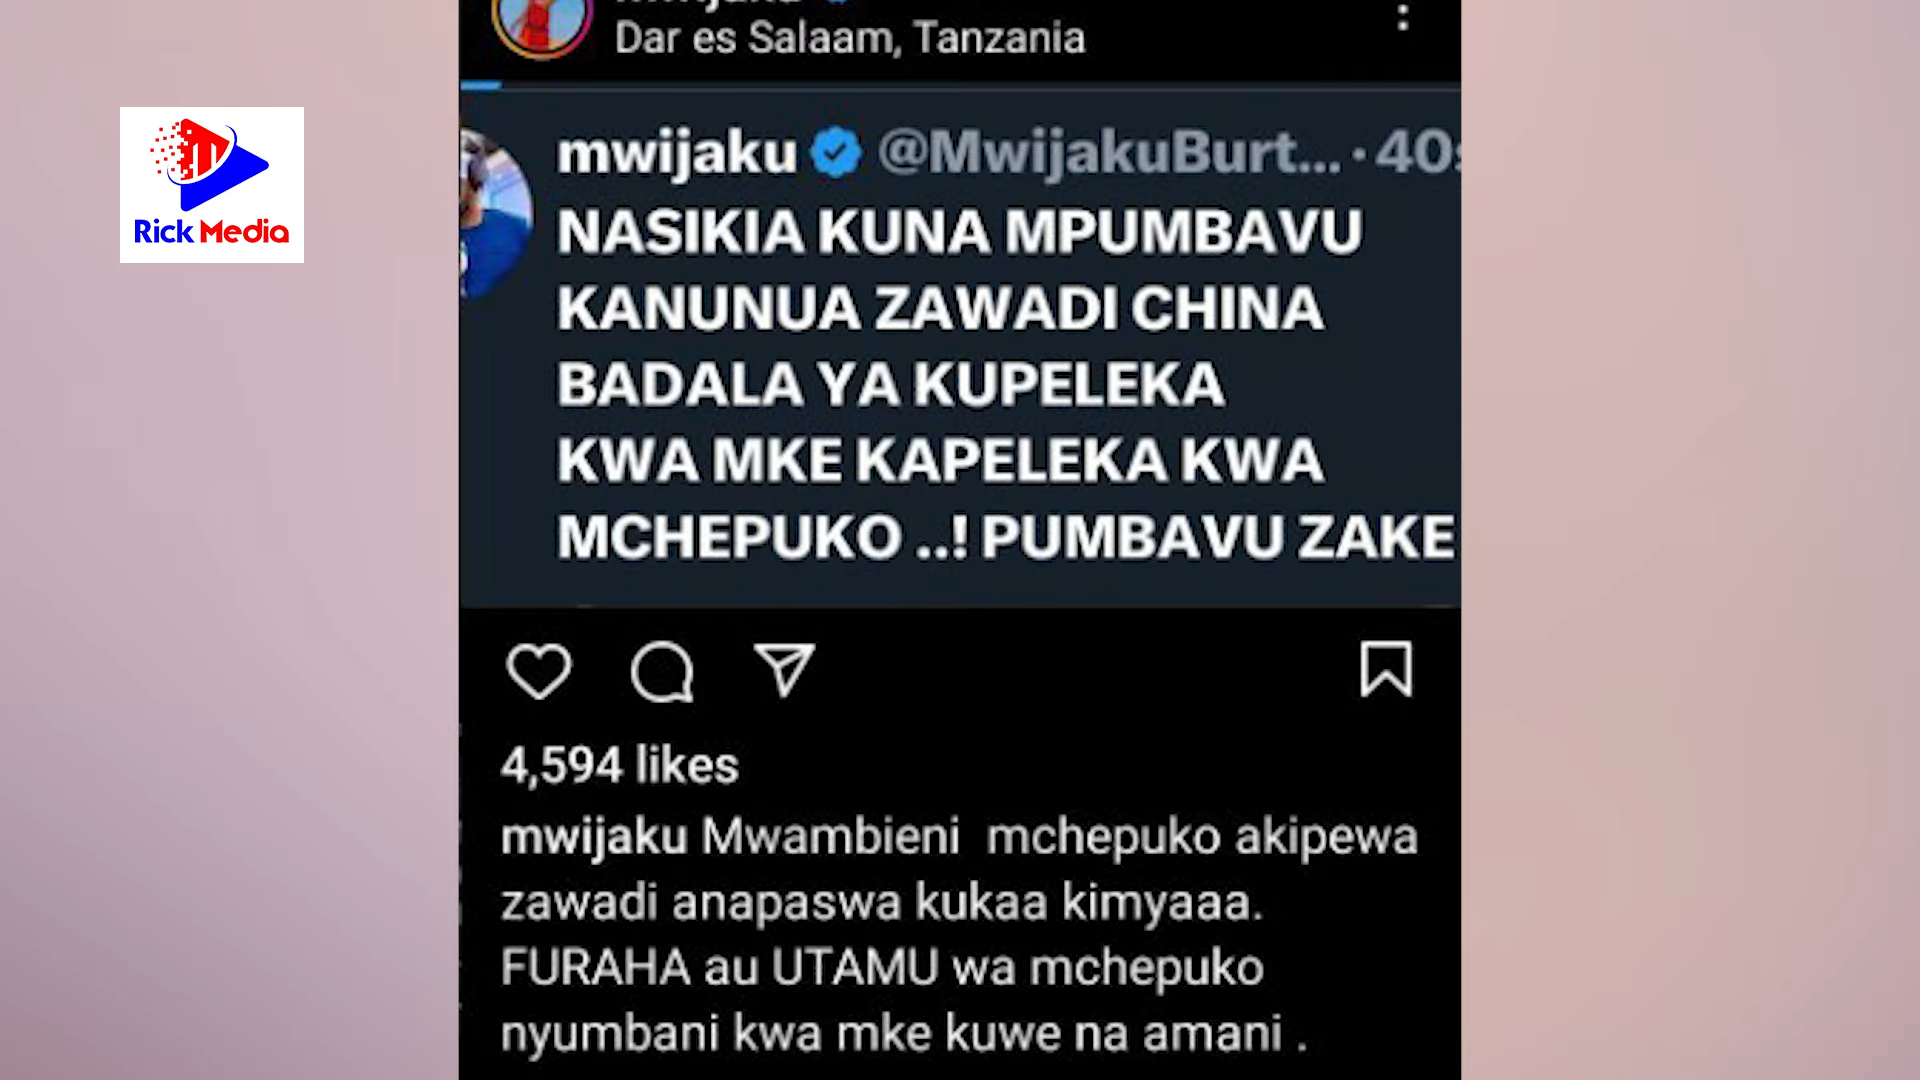 Dar es Salaam, Tanzania
Rick Media
mwijaku @MwijakuBurt... · 40s
NASIKIA KUNA MPUMBAVU
KANUNUA ZAWADI CHINA
BADALA YA KUPELEKA
KWA MKE KAPELEKA KWA
MCHEPUKO ..! PUMBAVU ZAKE
4,594 likes
mwijaku Mwambieni mchepuko akipewa
zawadi anapaswa kukaa kimyaaa.
FURAHA au UTAMU wa mchepuko
nyumbani kwa mke kuwe na amani .